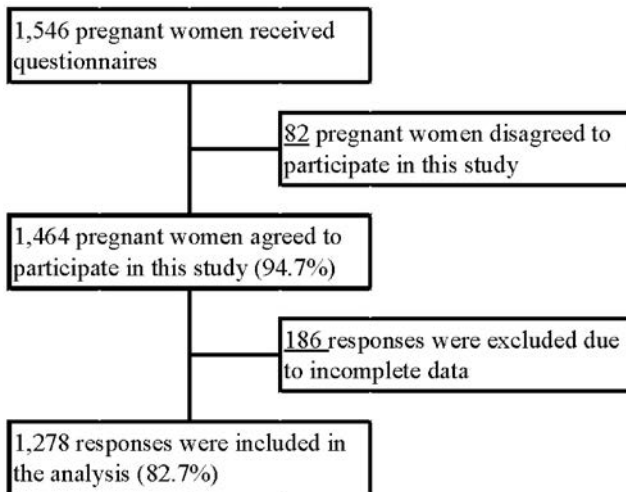 1,546 pregnant women received
questionnaires
82 pregnant women disagreed to
participate in this study
1,464 pregnant women agreed to
participate in this study (94.7%)
186 responses were excluded due
to incomplete data
1,278 responses were included in
the analysis (82.7%)